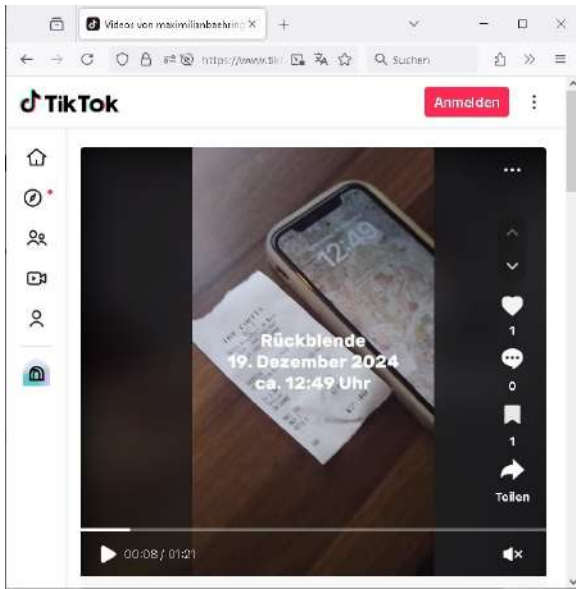 Videos von maximilianbaehring
https://www.tik
Suchen
TikTok
Anmelden
12:49
Rückblende
19. Dezember 2024
ca. 12:49 Uhr
1
0
1
Teilen
00:08 / 01:21